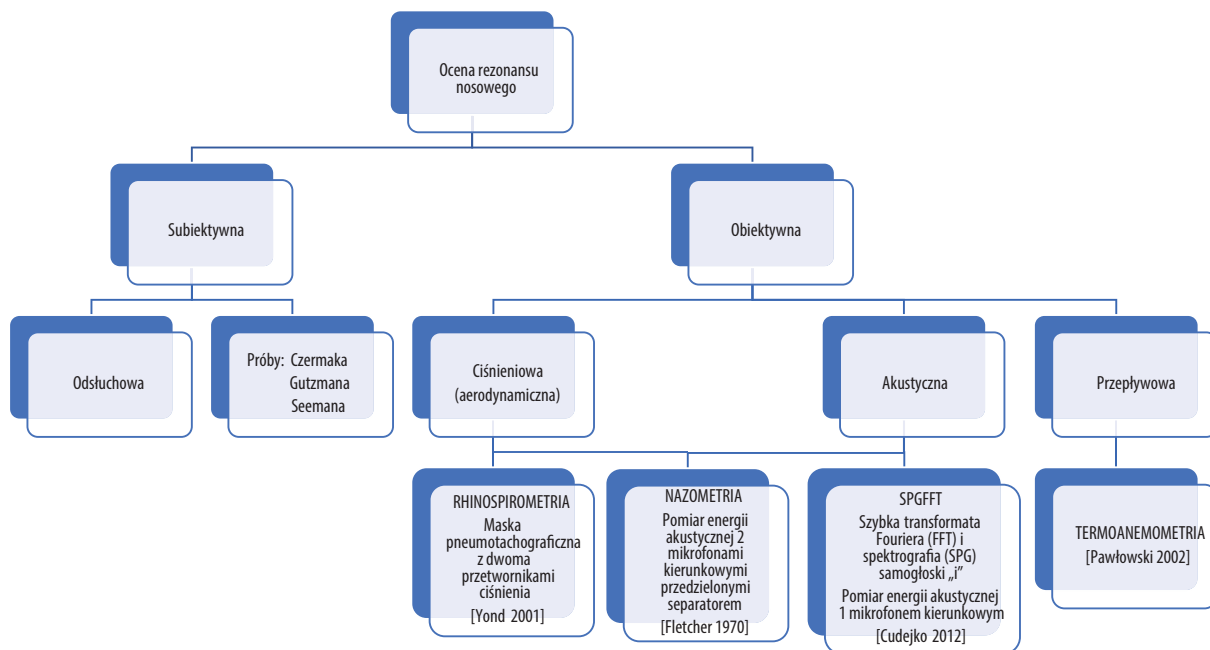 Ocena rezonansu
nosowego
Subiektywna
Obiektywna
Odsłuchowa
Próby: Czermaka
Gutzmana
Seemana
Ciśnieniowa
(aerodynamiczna)
Akustyczna
Przepływowa
RHINOSPIROMETRIA
Maska
pneumotachograficzna
z dwoma
przetwornikami
ciśnienia
[Yond 2001]
NAZOMETRIA
Pomiar energii
akustycznej 2
mikrofonami
kierunkowymi
przedzielonymi
separatorem
[Fletcher 1970]
SPGFFT
Szybka transformata
Fouriera (FFT) i
spektrografia (SPG)
samogłoski „i”
Pomiar energii akustycznej
1 mikrofonem kierunkowym
[Cudejko 2012]
TERMOANEMOMETRIA
[Pawłowski 2002]